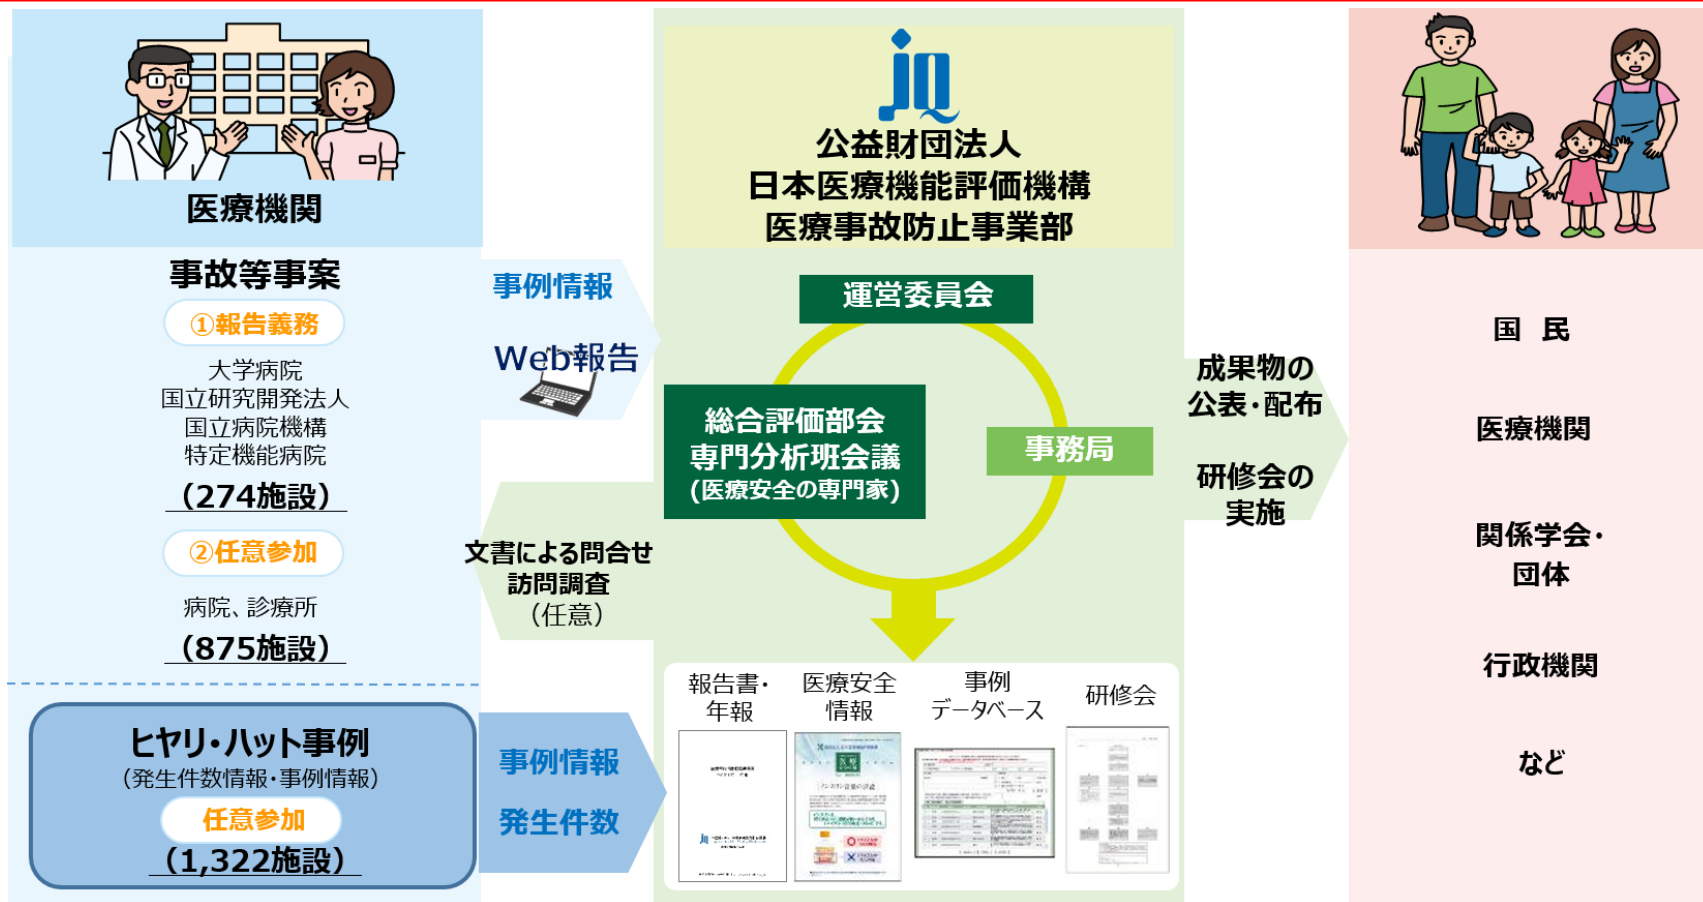 医療機関
事故等事案
①報告義務
大学病院
国立研究開発法人
国立病院機構
特定機能病院
（274施設）
②任意参加
病院、診療所
（875施設）
ヒヤリ・ハット事例
(発生件数情報・事例情報)
任意参加
（1,322施設）
事例情報
Web報告
文書による問合せ
訪問調査
（任意）
事例情報
発生件数
jQ
公益財団法人
日本医療機能評価機構
医療事故防止事業部
運営委員会
総合評価部会
専門分析班会議
(医療安全の専門家)
事務局
報告書・
年報
医療安全
情報
事例
データベース
研修会
医療
成果物の
公表・配布
研修会の
実施
国 民
医療機関
関係学会・
団体
行政機関
など